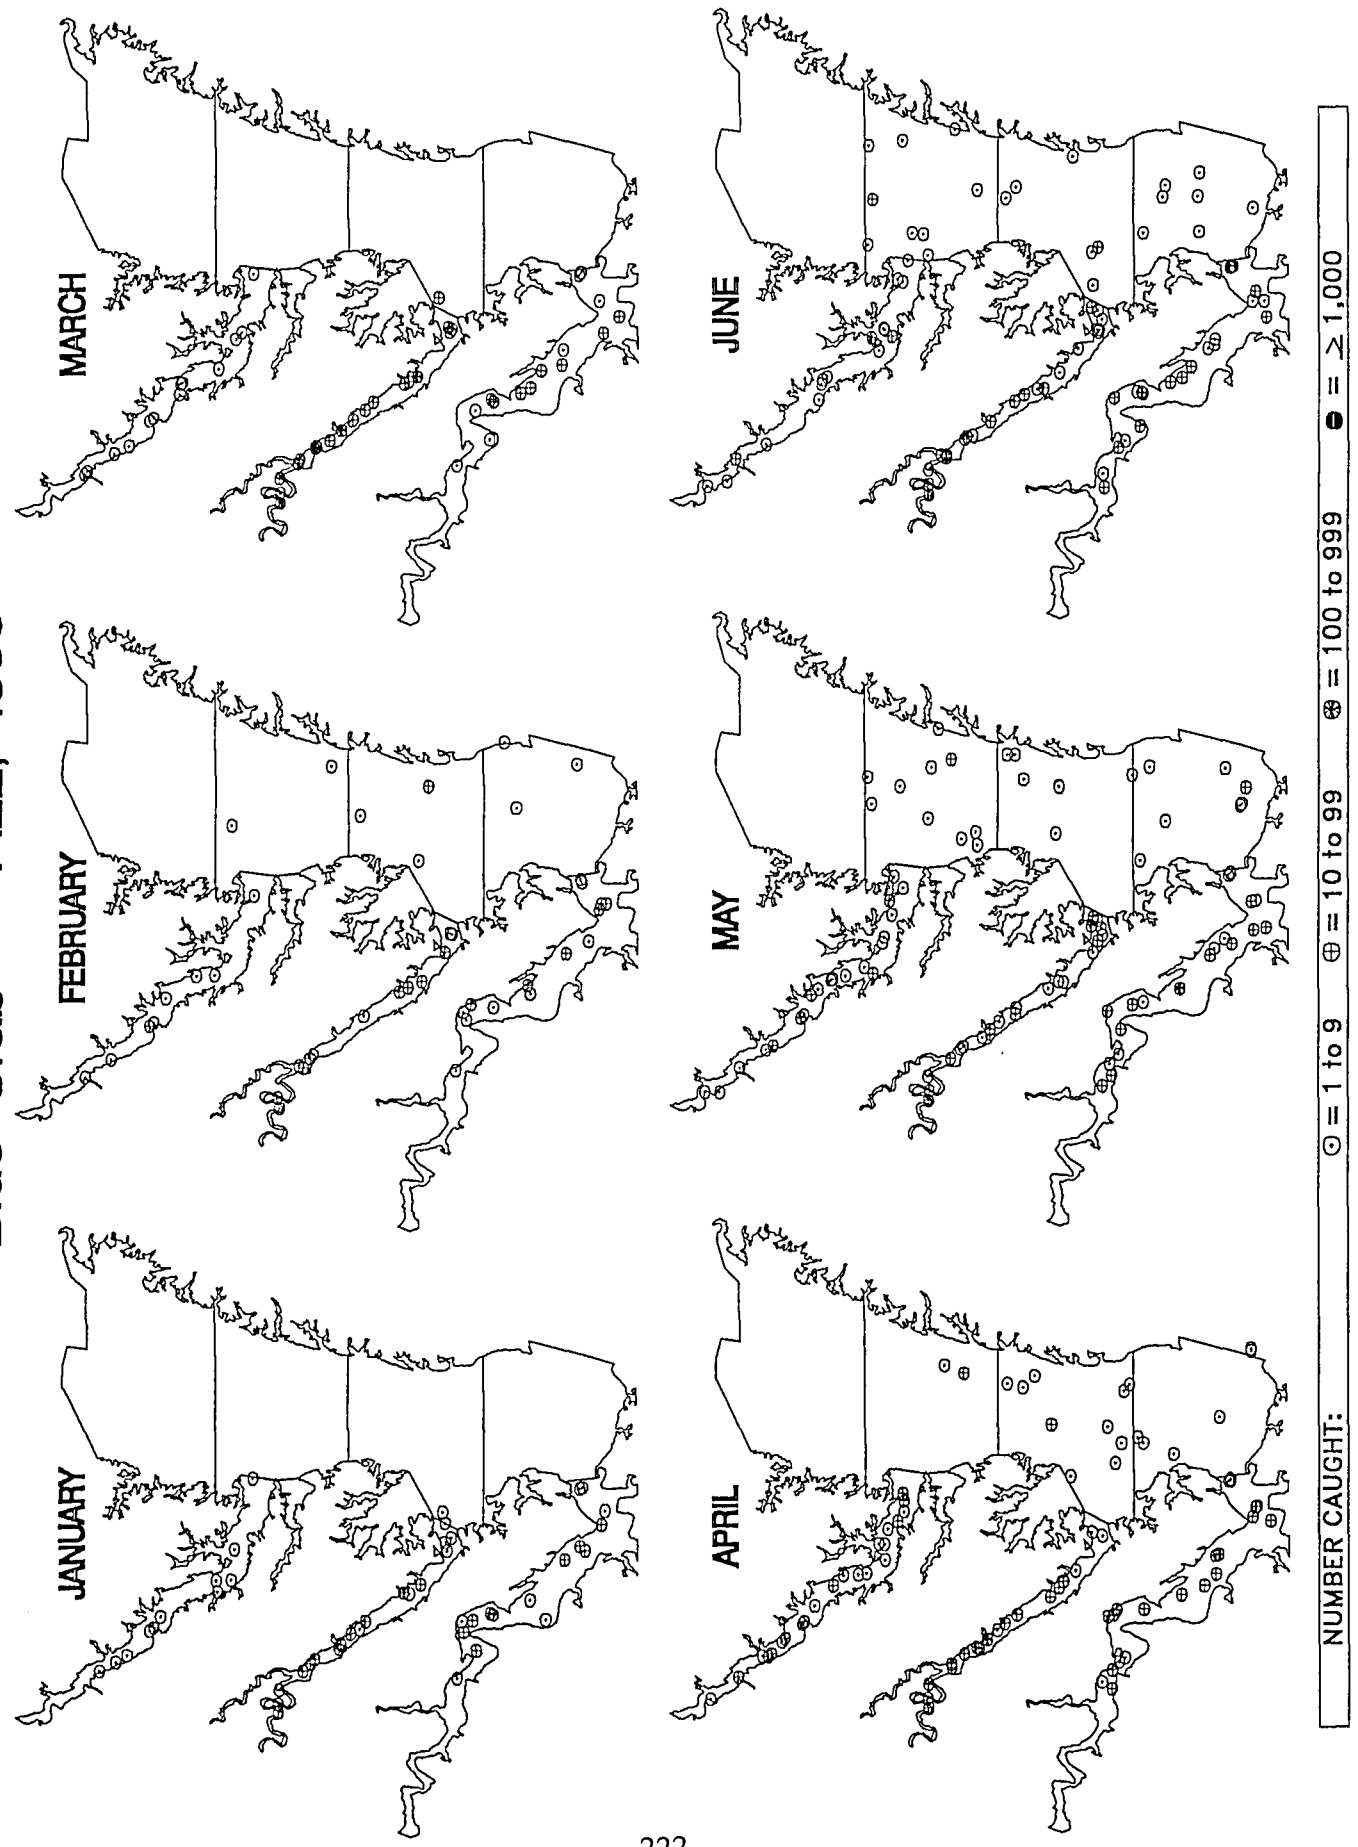 JANUARY
FEBRUARY
MARCH
APRIL
MAY
JUNE
NUMBER CAUGHT: ⊙ = 1 to 9 ⊕ = 10 to 99 ⊛ = 100 to 999 ● = ≥ 1,000